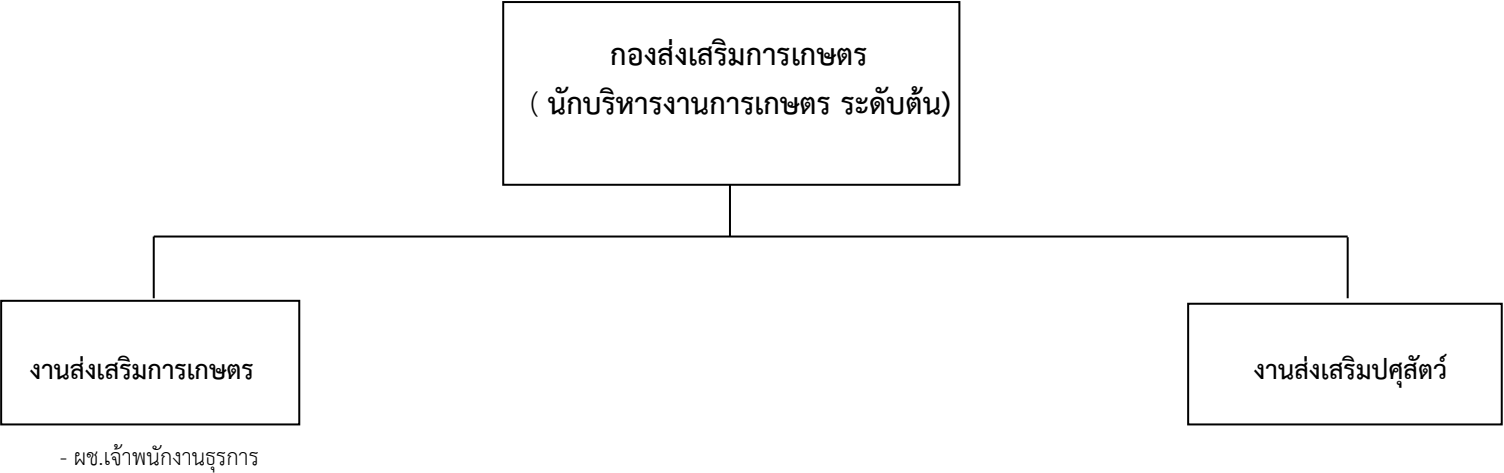 กองส่งเสริมการเกษตร
( นักบริหารงานการเกษตร ระดับต้น)
งานส่งเสริมการเกษตร
งานส่งเสริมปศุสัตว์
- ผช.เจ้าพนักงานธุรการ